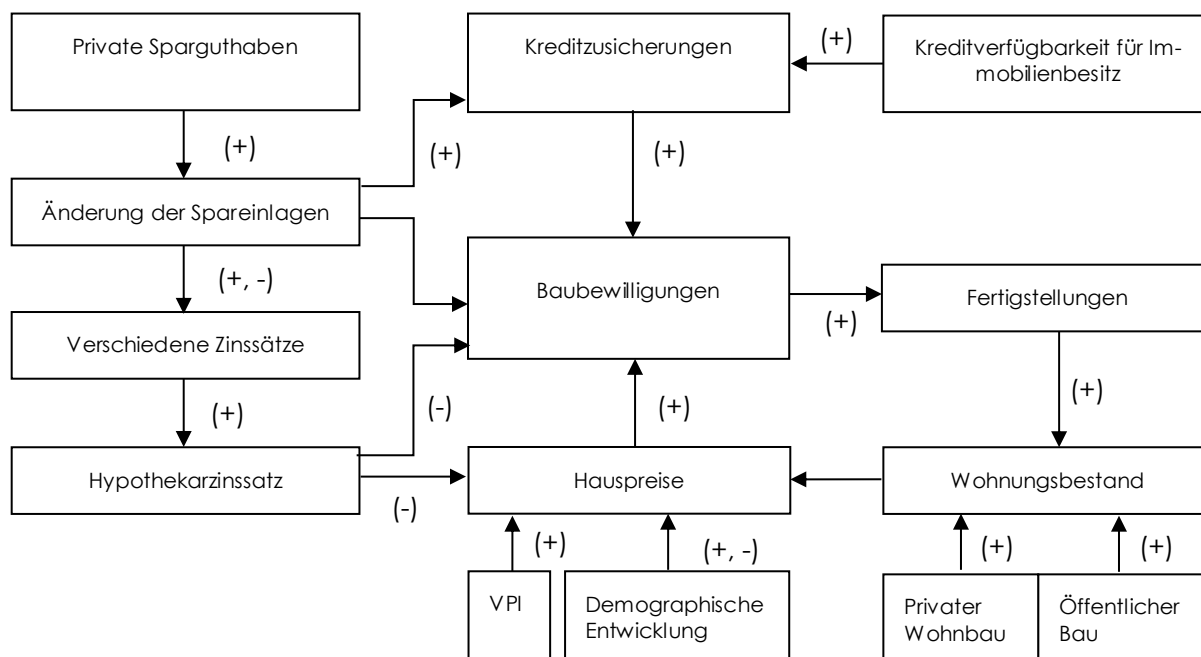 Private Sparguthaben
Kreditzusicherungen
(+)
Kreditverfügbarkeit für Im-
mobilienbesitz
(+)
(+)
(+)
Änderung der Spareinlagen
(+, -)
Baubewilligungen
(+)
Fertigstellungen
Verschiedene Zinssätze
(+)
(-)
(+)
(+)
Hypothekarzinssatz
(-)
Hauspreise
Wohnungsbestand
(+)
(+, -)
(+)
(+)
VPI
Demographische
Entwicklung
Privater
Wohnbau
Öffentlicher
Bau